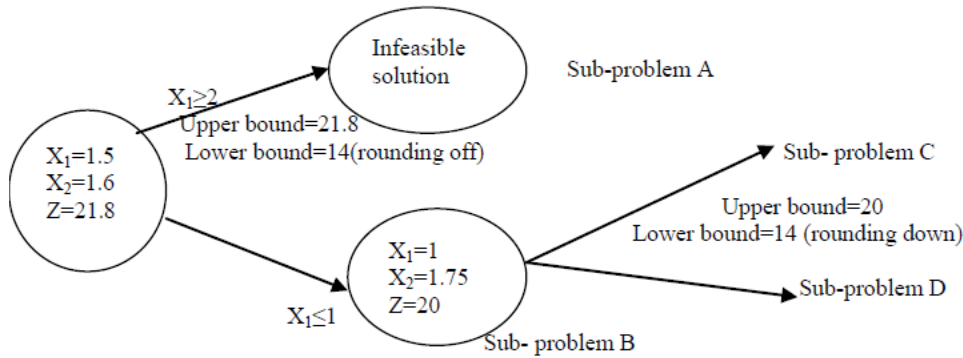 Infeasible
solution
Sub-problem A
X₁≥2
Upper bound=21.8
Lower bound=14(rounding off)
X₁=1.5
X₂=1.6
Z=21.8
Sub- problem C
Upper bound=20
Lower bound=14 (rounding down)
X₁=1
X₂=1.75
Z=20
Sub-problem D
X₁≤1
Sub- problem B